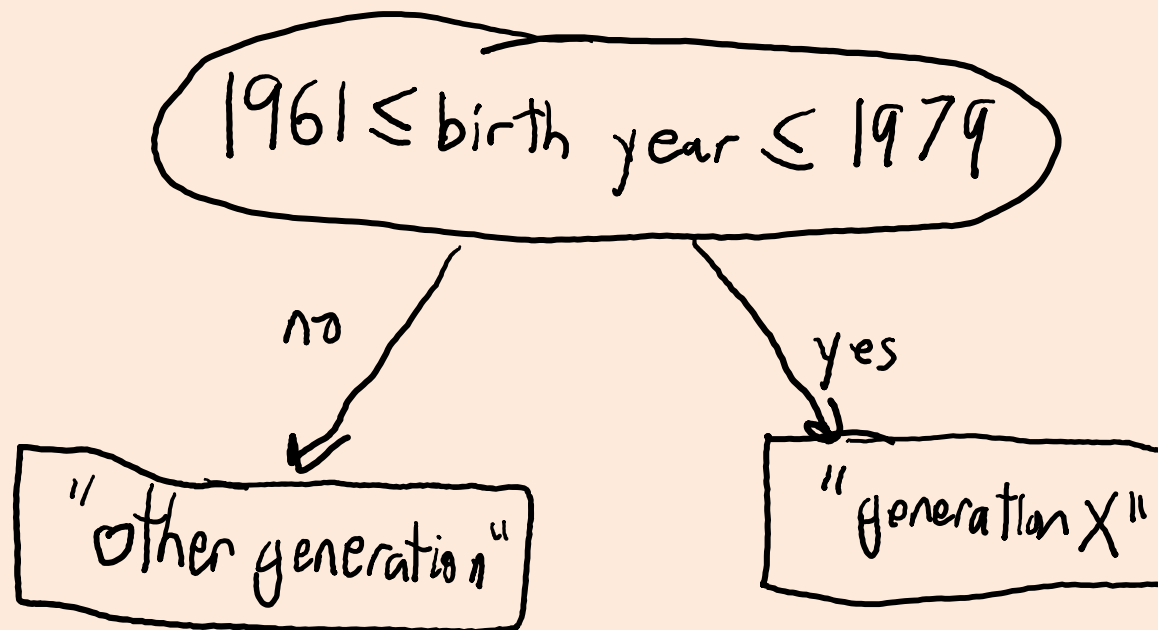 1961 ≤ birth year ≤ 1979
no
yes
"other generation"
"generation X"